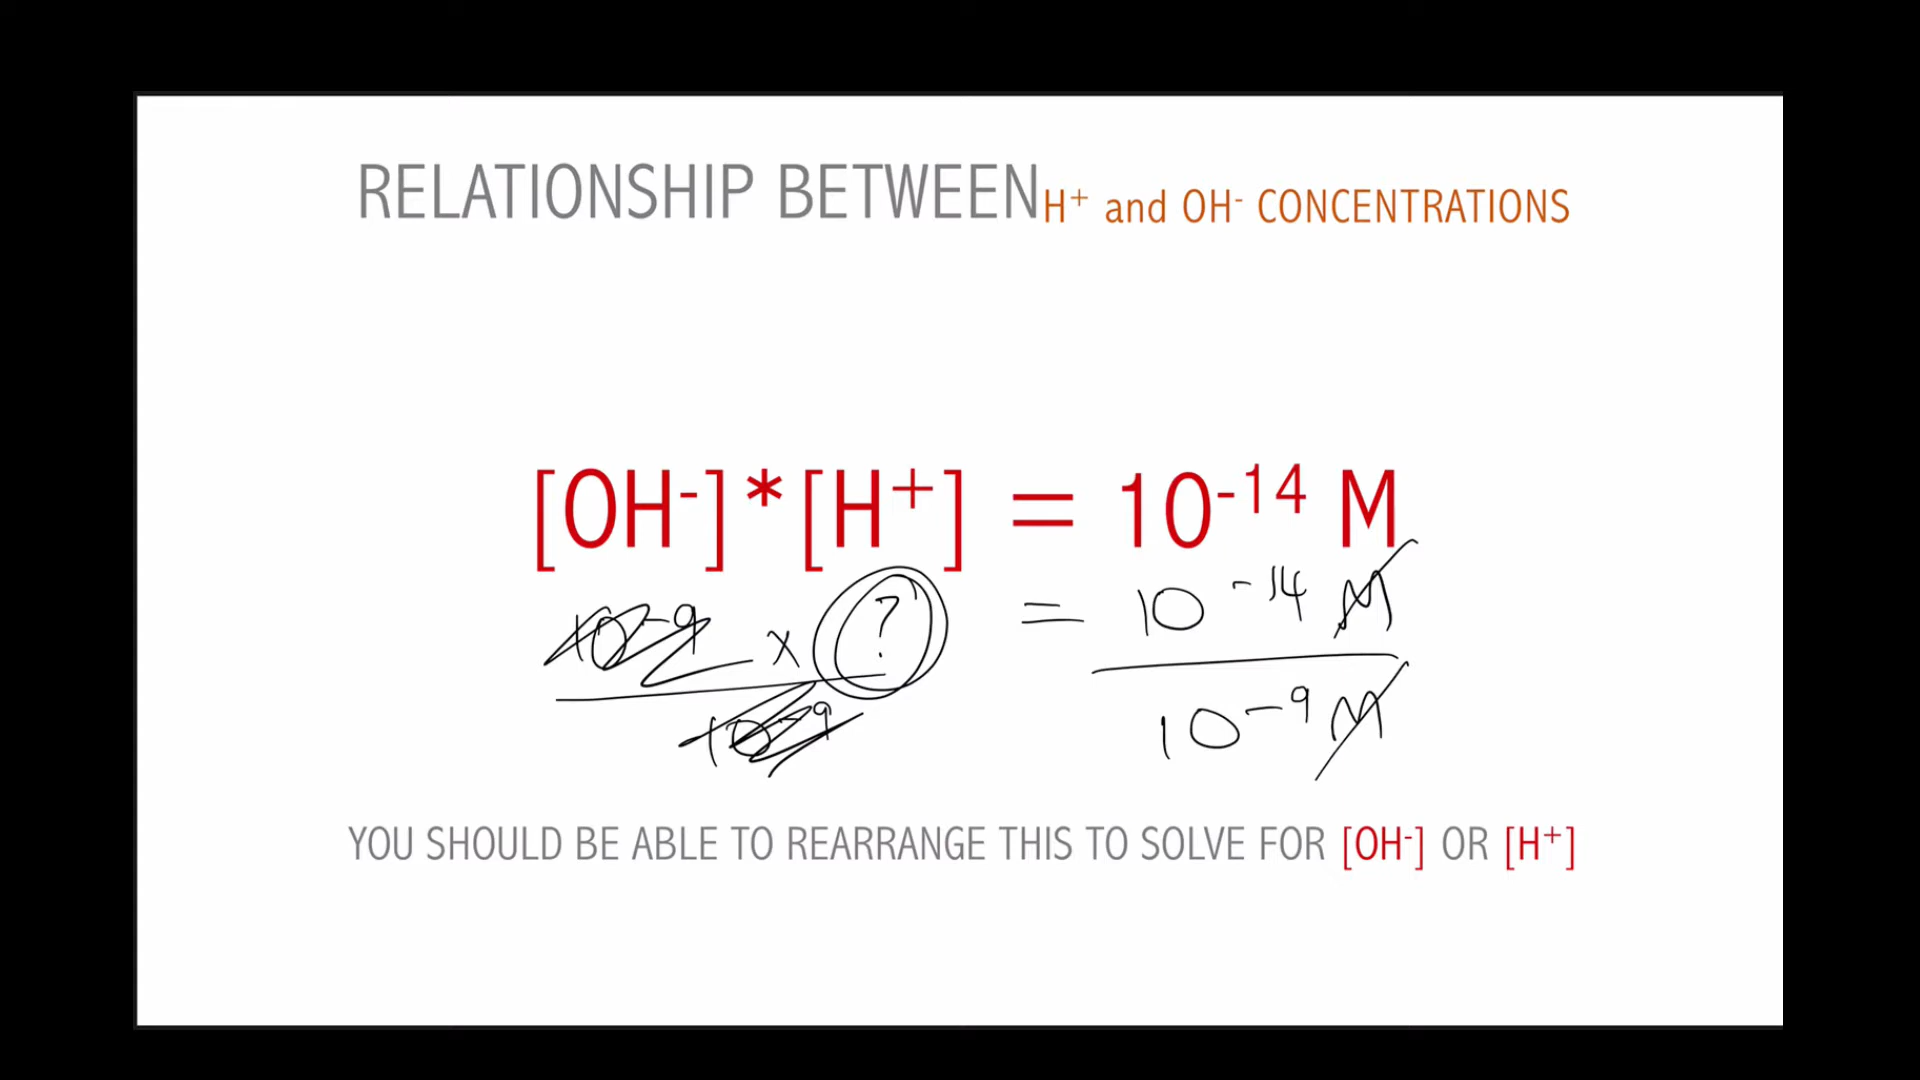 RELATIONSHIP BETWEEN H⁺ and OH⁻ CONCENTRATIONS
[OH⁻]*[H⁺] = 10⁻¹⁴ M
10⁻⁹ x ? = 10⁻¹⁴ M
10⁻⁹ 10⁻⁹ M
YOU SHOULD BE ABLE TO REARRANGE THIS TO SOLVE FOR [OH⁻] OR [H⁺]